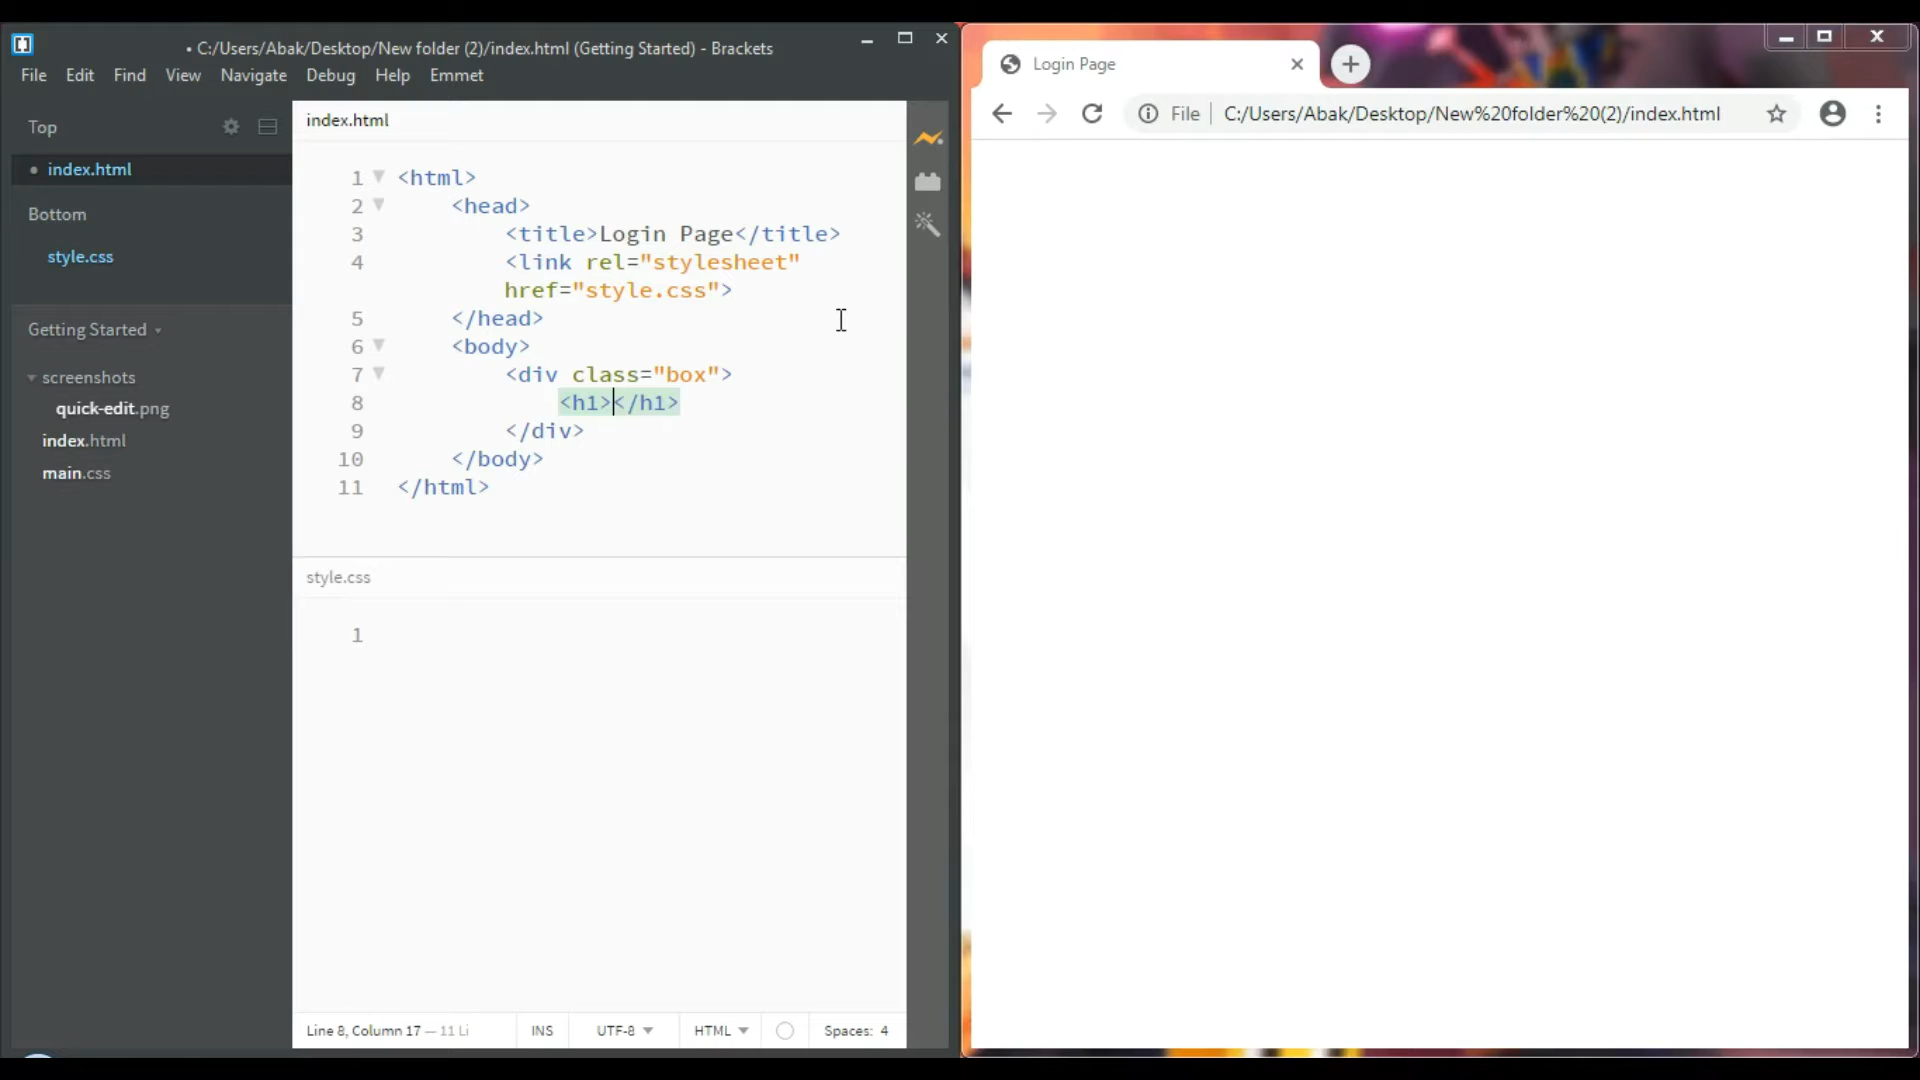 • C:/Users/Abak/Desktop/New folder (2)/index.html (Getting Started) - Brackets
File Edit Find View Navigate Debug Help Emmet
Top
• index.html
Bottom
style.css
Getting Started
screenshots
quick-edit.png
index.html
main.css
index.html
1 <html>
2 <head>
3 <title>Login Page</title>
4 <link rel="stylesheet"
href="style.css">
5 </head>
6 <body>
7 <div class="box">
8 <h1></h1>
9 </div>
10 </body>
11 </html>
style.css
1
Line 8, Column 17 — 11 Li INS UTF-8 HTML Spaces: 4
Login Page
File C:/Users/Abak/Desktop/New%20folder%20(2)/index.html